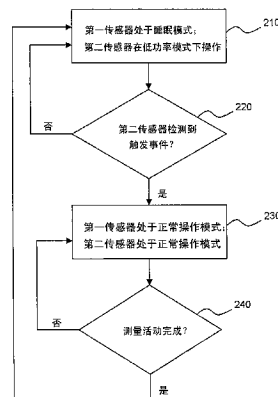 210
第一传感器处于睡眠模式；
第二传感器在低功率模式下操作
220
第二传感器检测到
触发事件？
否
是
230
第一传感器处于正常操作模式；
第二传感器处于正常操作模式
240
测量活动完成？
否
是